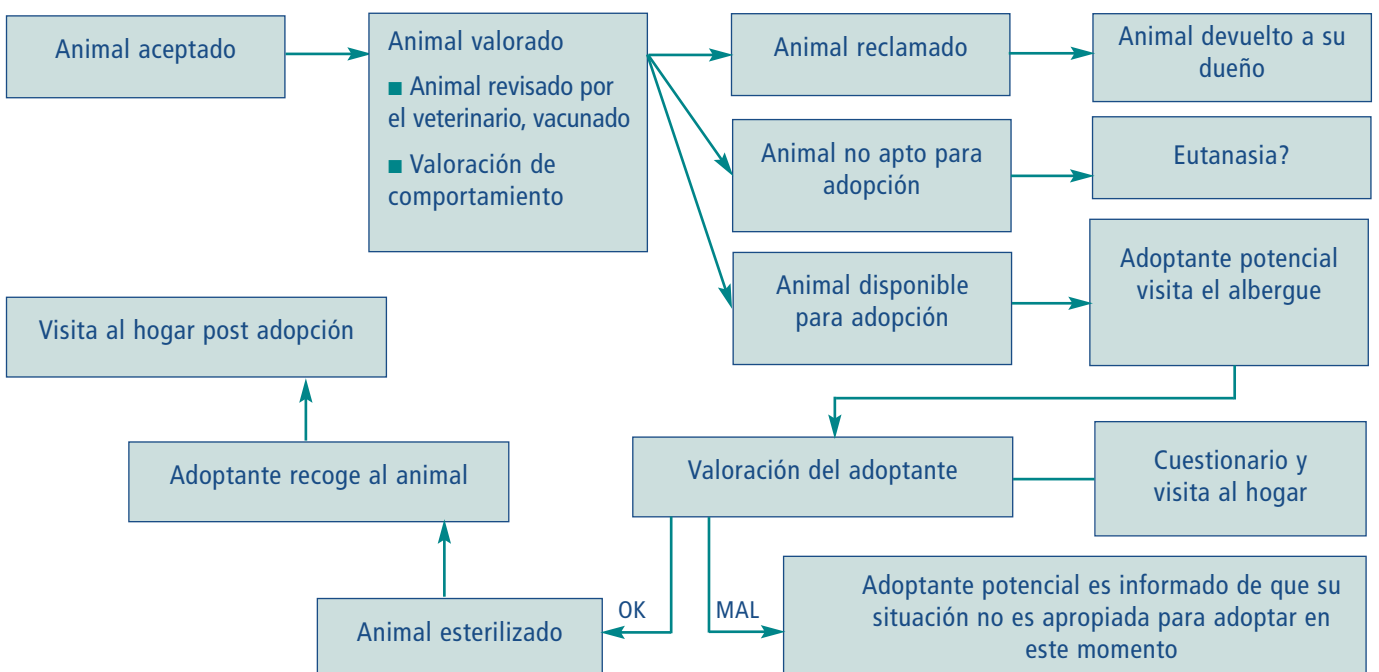 Animal aceptado
Animal valorado
■ Animal revisado por
el veterinario, vacunado
■ Valoración de
comportamiento
Animal reclamado
Animal devuelto a su
dueño
Animal no apto para
adopción
Eutanasia?
Animal disponible
para adopción
Adoptante potencial
visita el albergue
Visita al hogar post adopción
Adoptante recoge al animal
Valoración del adoptante
Cuestionario y
visita al hogar
Animal esterilizado
OK
MAL
Adoptante potencial es informado de que su
situación no es apropiada para adoptar en
este momento